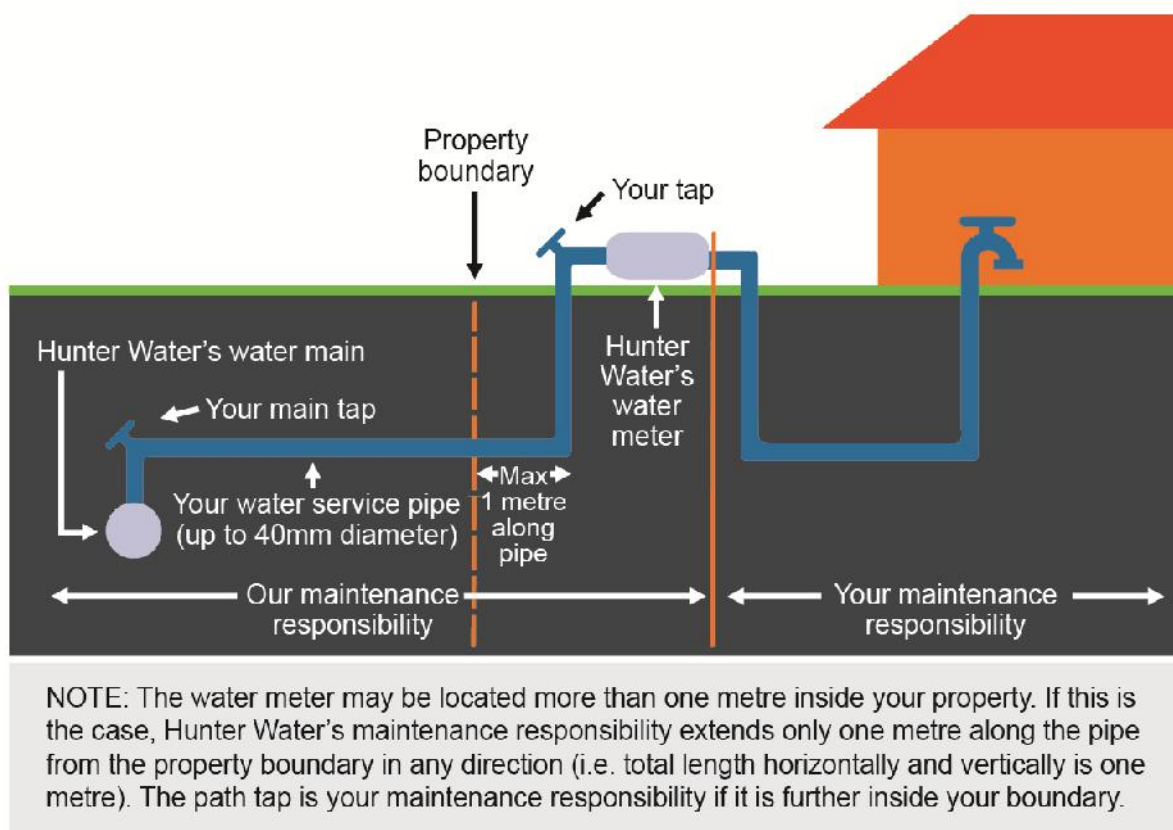 Property
boundary
Your tap
Hunter Water's water main
Hunter
Water's
water
meter
Your main tap
Your water service pipe
(up to 40mm diameter)
Max
1 metre
along
pipe
Our maintenance
responsibility
Your maintenance
responsibility
NOTE: The water meter may be located more than one metre inside your property. If this is
the case, Hunter Water's maintenance responsibility extends only one metre along the pipe
from the property boundary in any direction (i.e. total length horizontally and vertically is one
metre). The path tap is your maintenance responsibility if it is further inside your boundary.